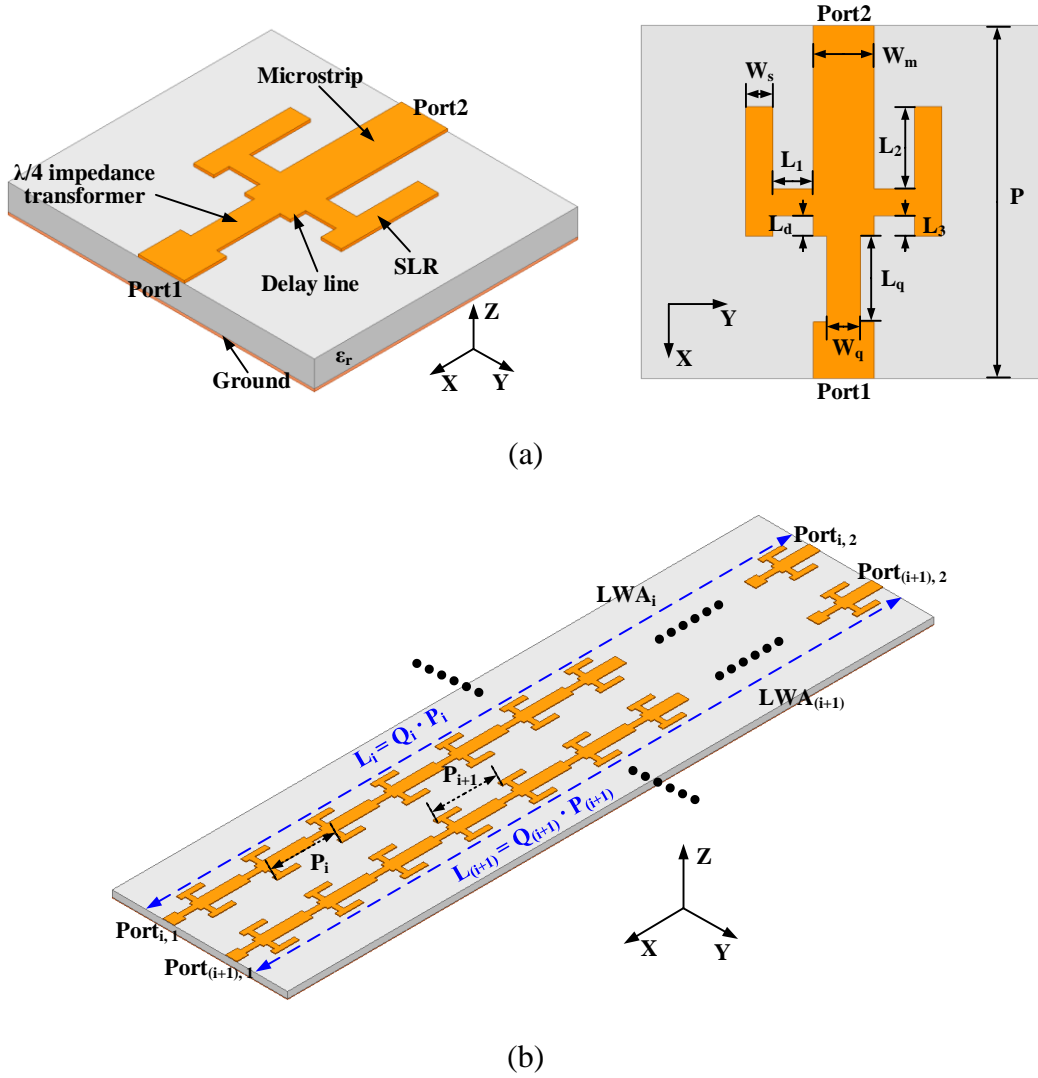 Microstrip
Port2
λ/4 impedance
transformer
Port1
Delay line
SLR
Ground
εr
Z
X
Y
Port2
Wm
Ws
L1
L2
Ld
L3
Lq
Wq
P
Y
X
Port1
(a)
Porti, 2
Port(i+1), 2
LWAi
LWA(i+1)
Li = Qi · Pi
Pi+1
L(i+1) = Q(i+1) · P(i+1)
Pi
Porti, 1
Port(i+1), 1
Z
X
Y
(b)